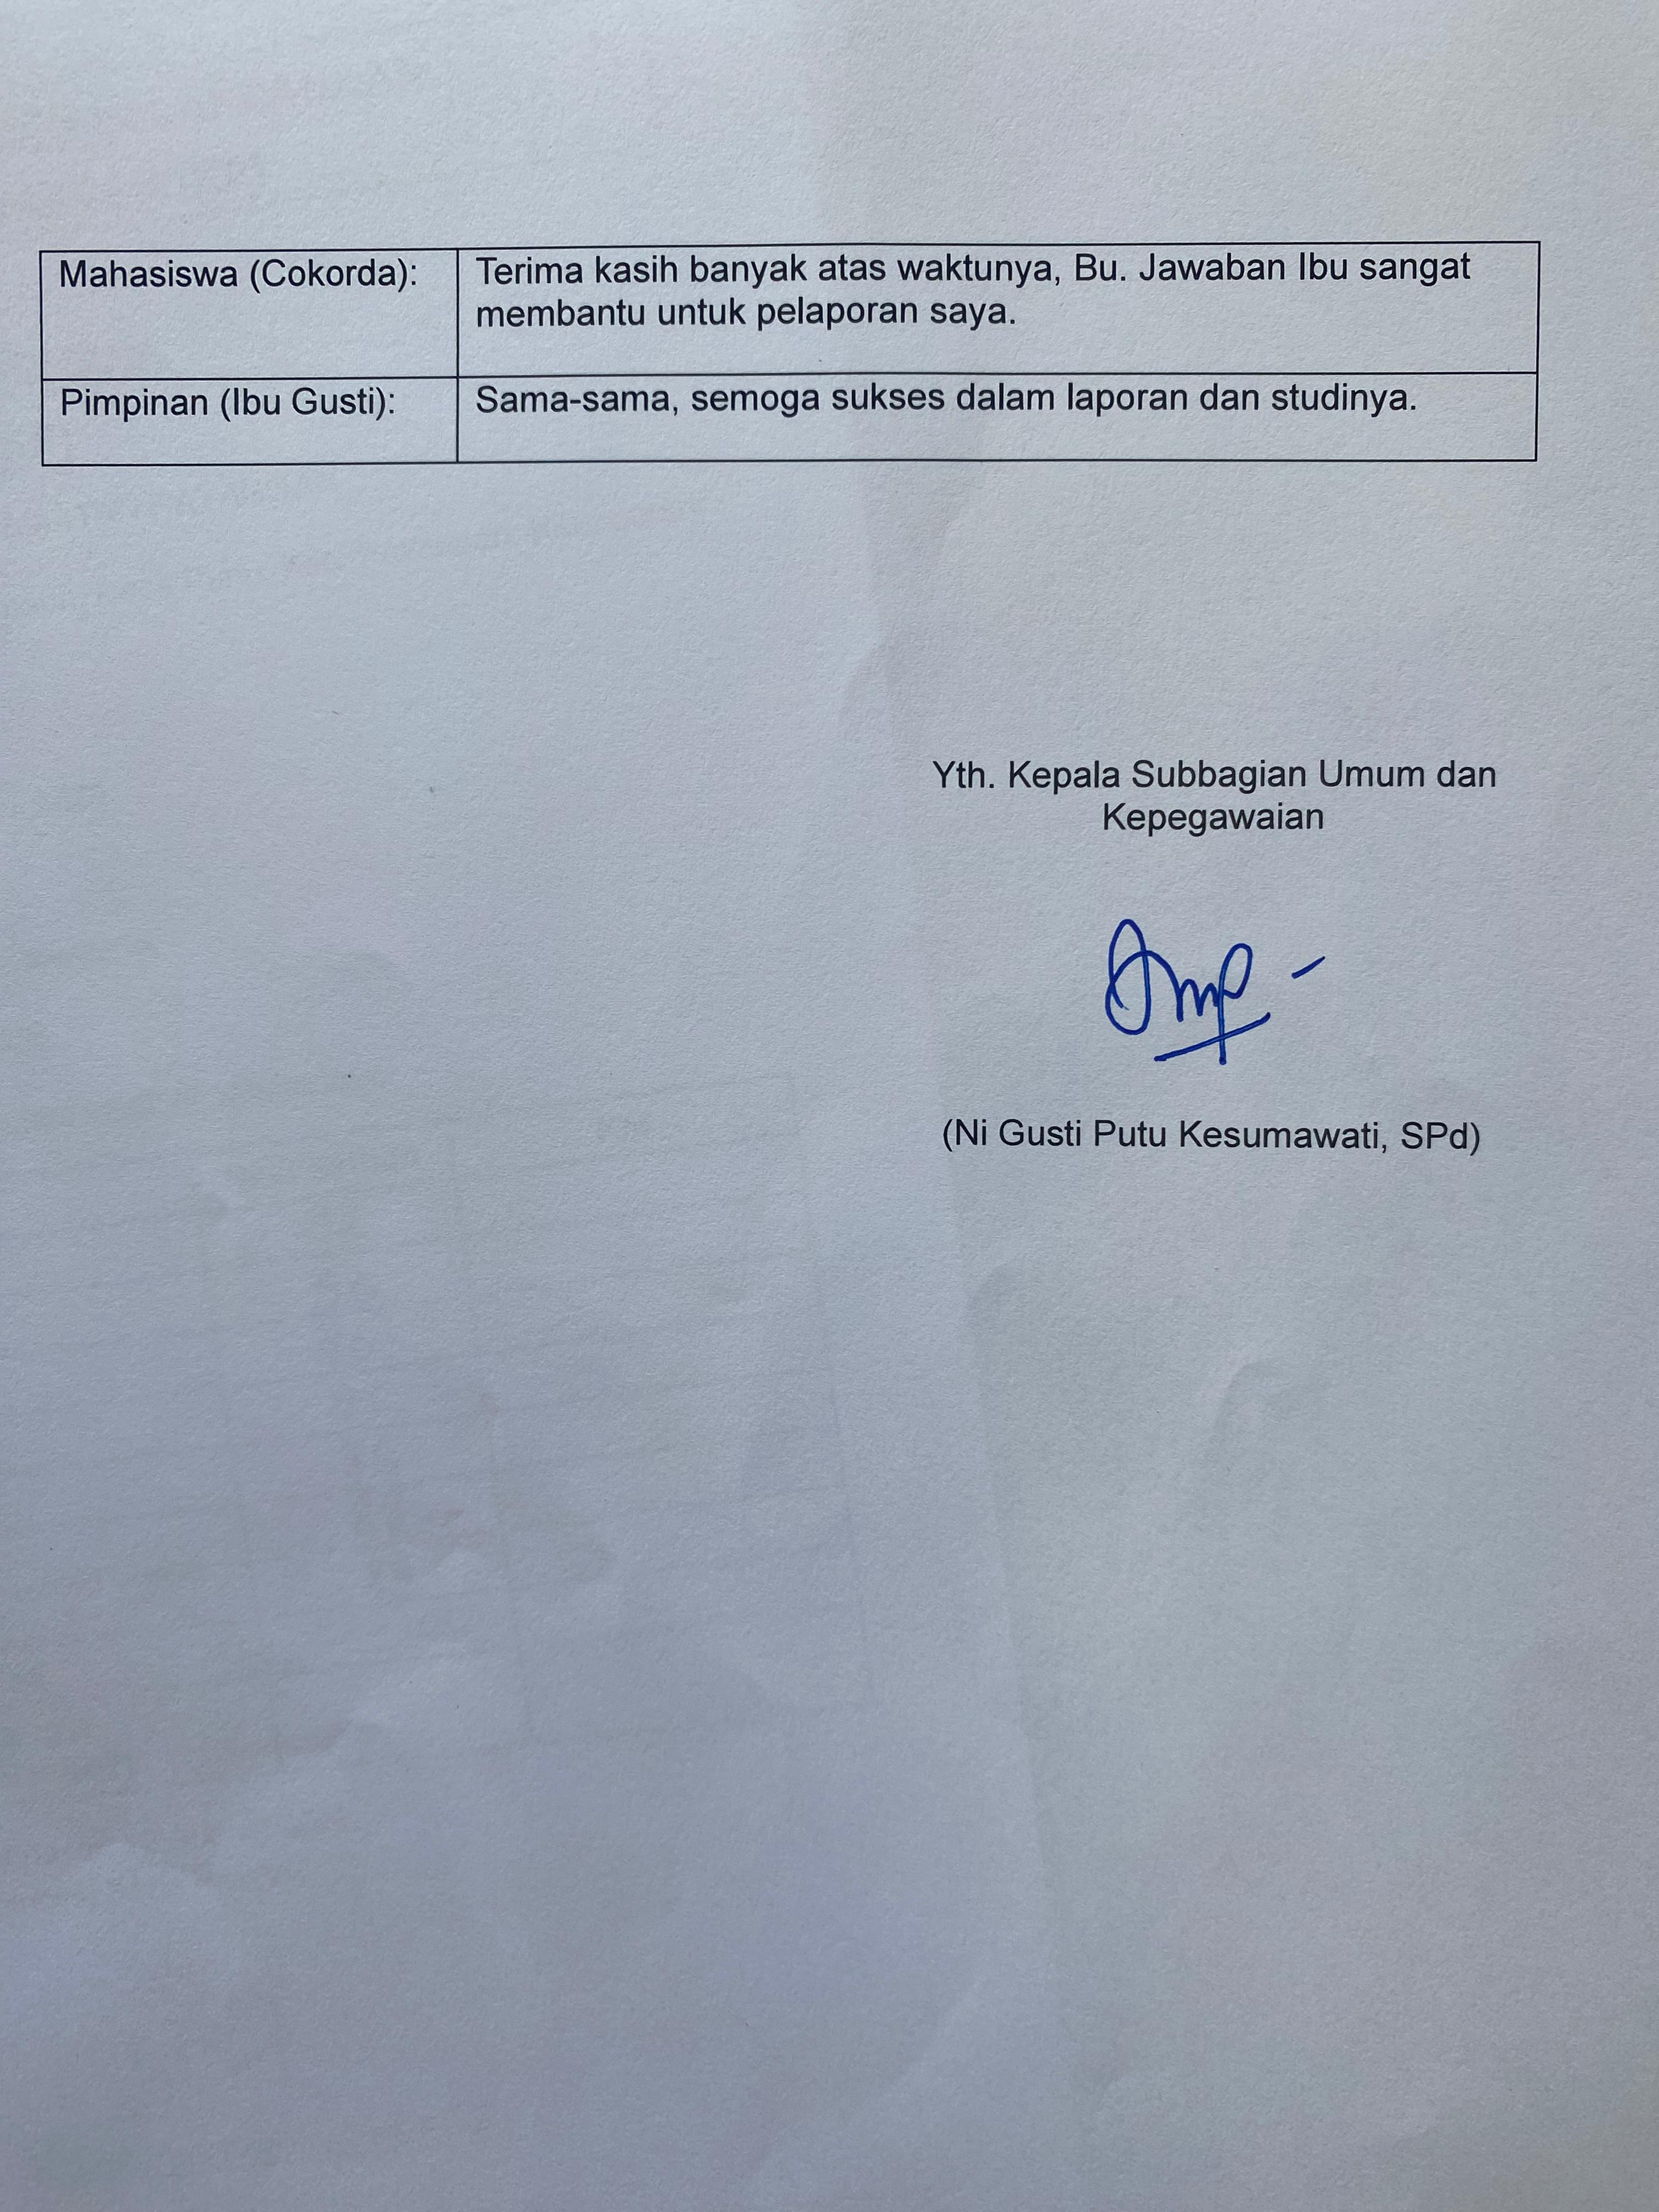 Mahasiswa (Cokorda):
Terima kasih banyak atas waktunya, Bu. Jawaban Ibu sangat
membantu untuk pelaporan saya.
Pimpinan (Ibu Gusti):
Sama-sama, semoga sukses dalam laporan dan studinya.
Yth. Kepala Subbagian Umum dan
Kepegawaian
(Ni Gusti Putu Kesumawati, SPd)